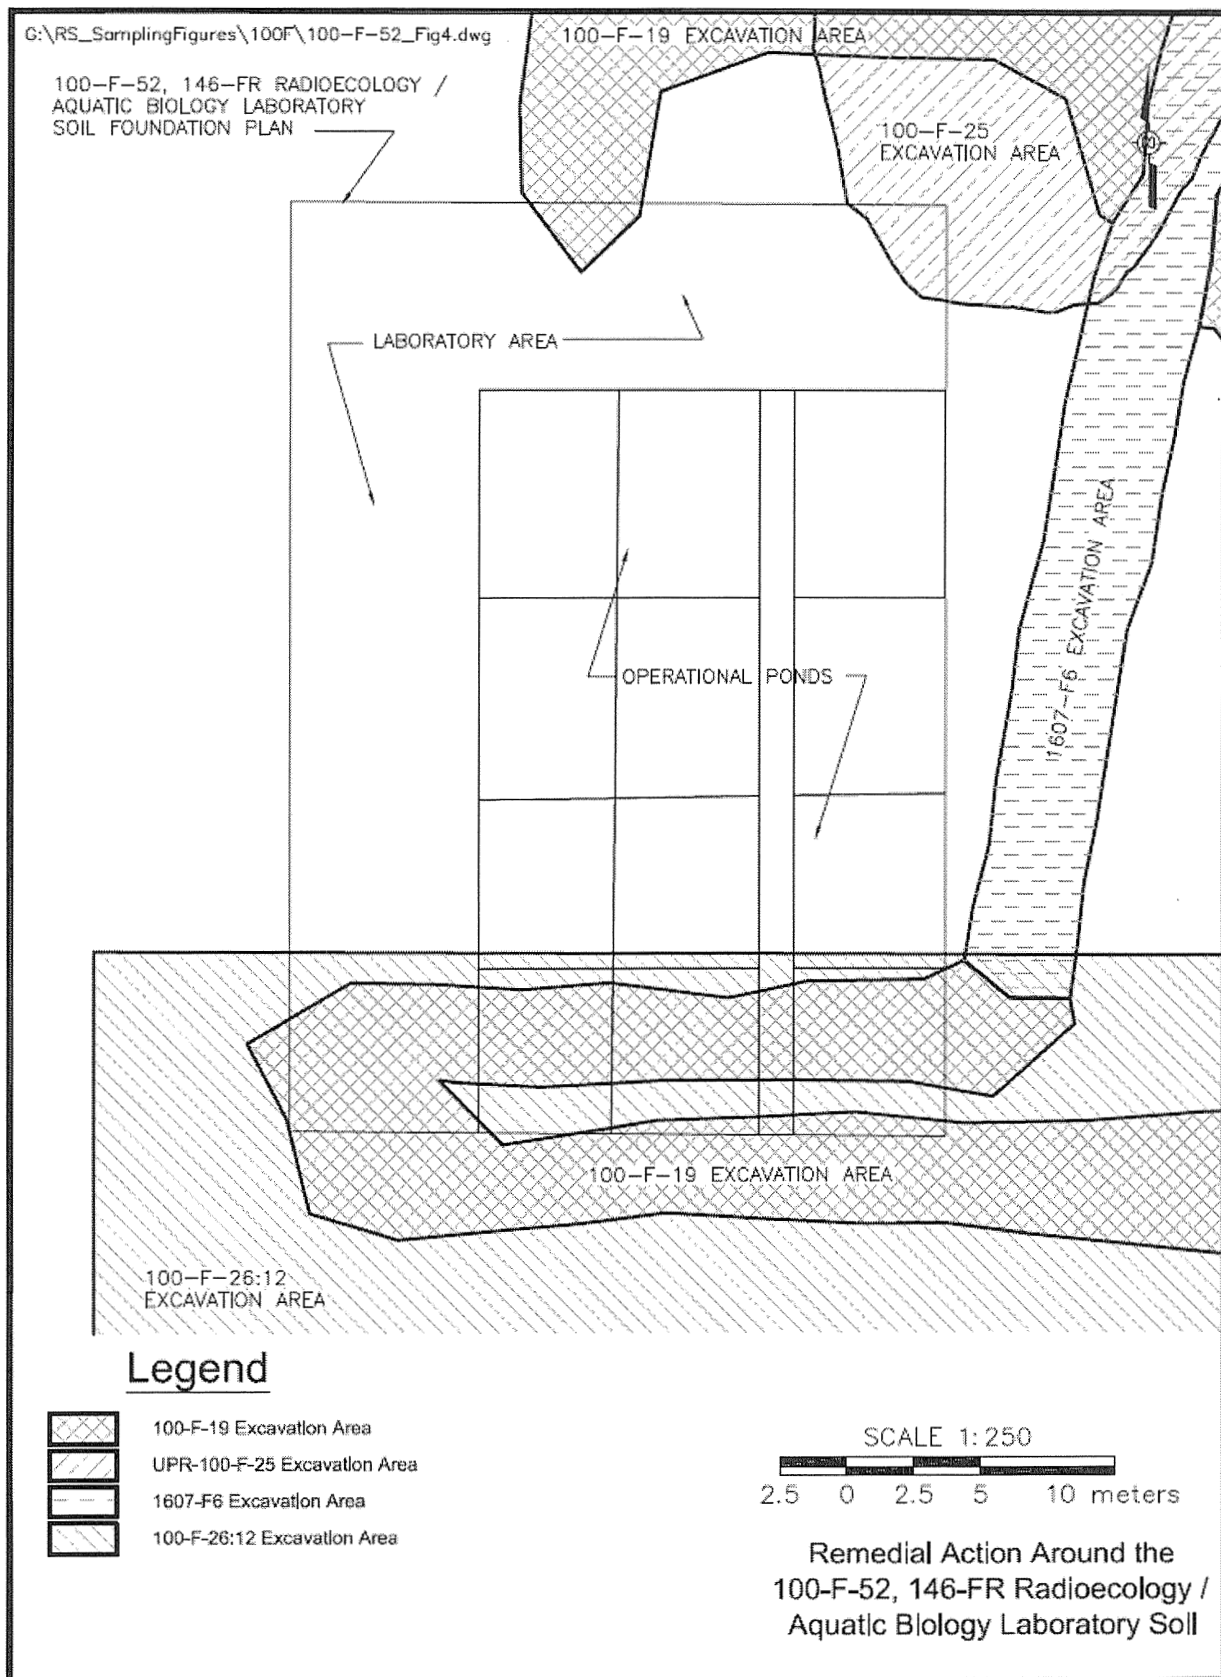 G:\RS_SamplingFigures\100F\100-F-52_Fig4.dwg
100-F-19 EXCAVATION AREA
100-F-52, 146-FR RADIOECOLOGY /
AQUATIC BIOLOGY LABORATORY
SOIL FOUNDATION PLAN
100-F-25
EXCAVATION AREA
LABORATORY AREA
1607-F6 EXCAVATION AREA
OPERATIONAL PONDS
100-F-19 EXCAVATION AREA
100-F-26:12
EXCAVATION AREA
Legend
100-F-19 Excavation Area
UPR-100-F-25 Excavation Area
1607-F6 Excavation Area
100-F-26:12 Excavation Area
SCALE 1:250
2.5 0 2.5 5 10 meters
Remedial Action Around the
100-F-52, 146-FR Radioecology /
Aquatic Biology Laboratory Soil